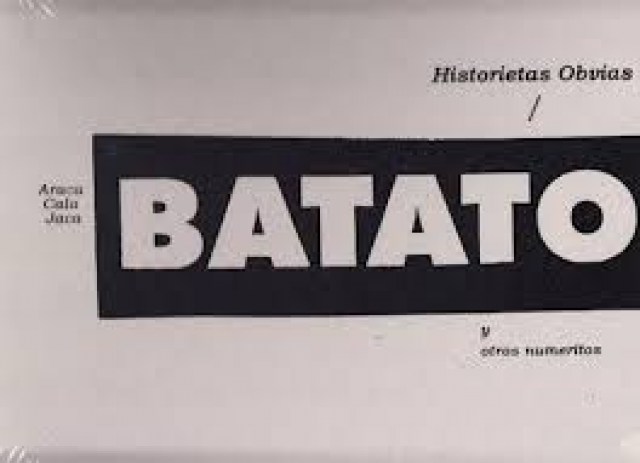 Historietas Obvias
/
Araca
Cala
Jaca
BATATO
y
otros numeritos